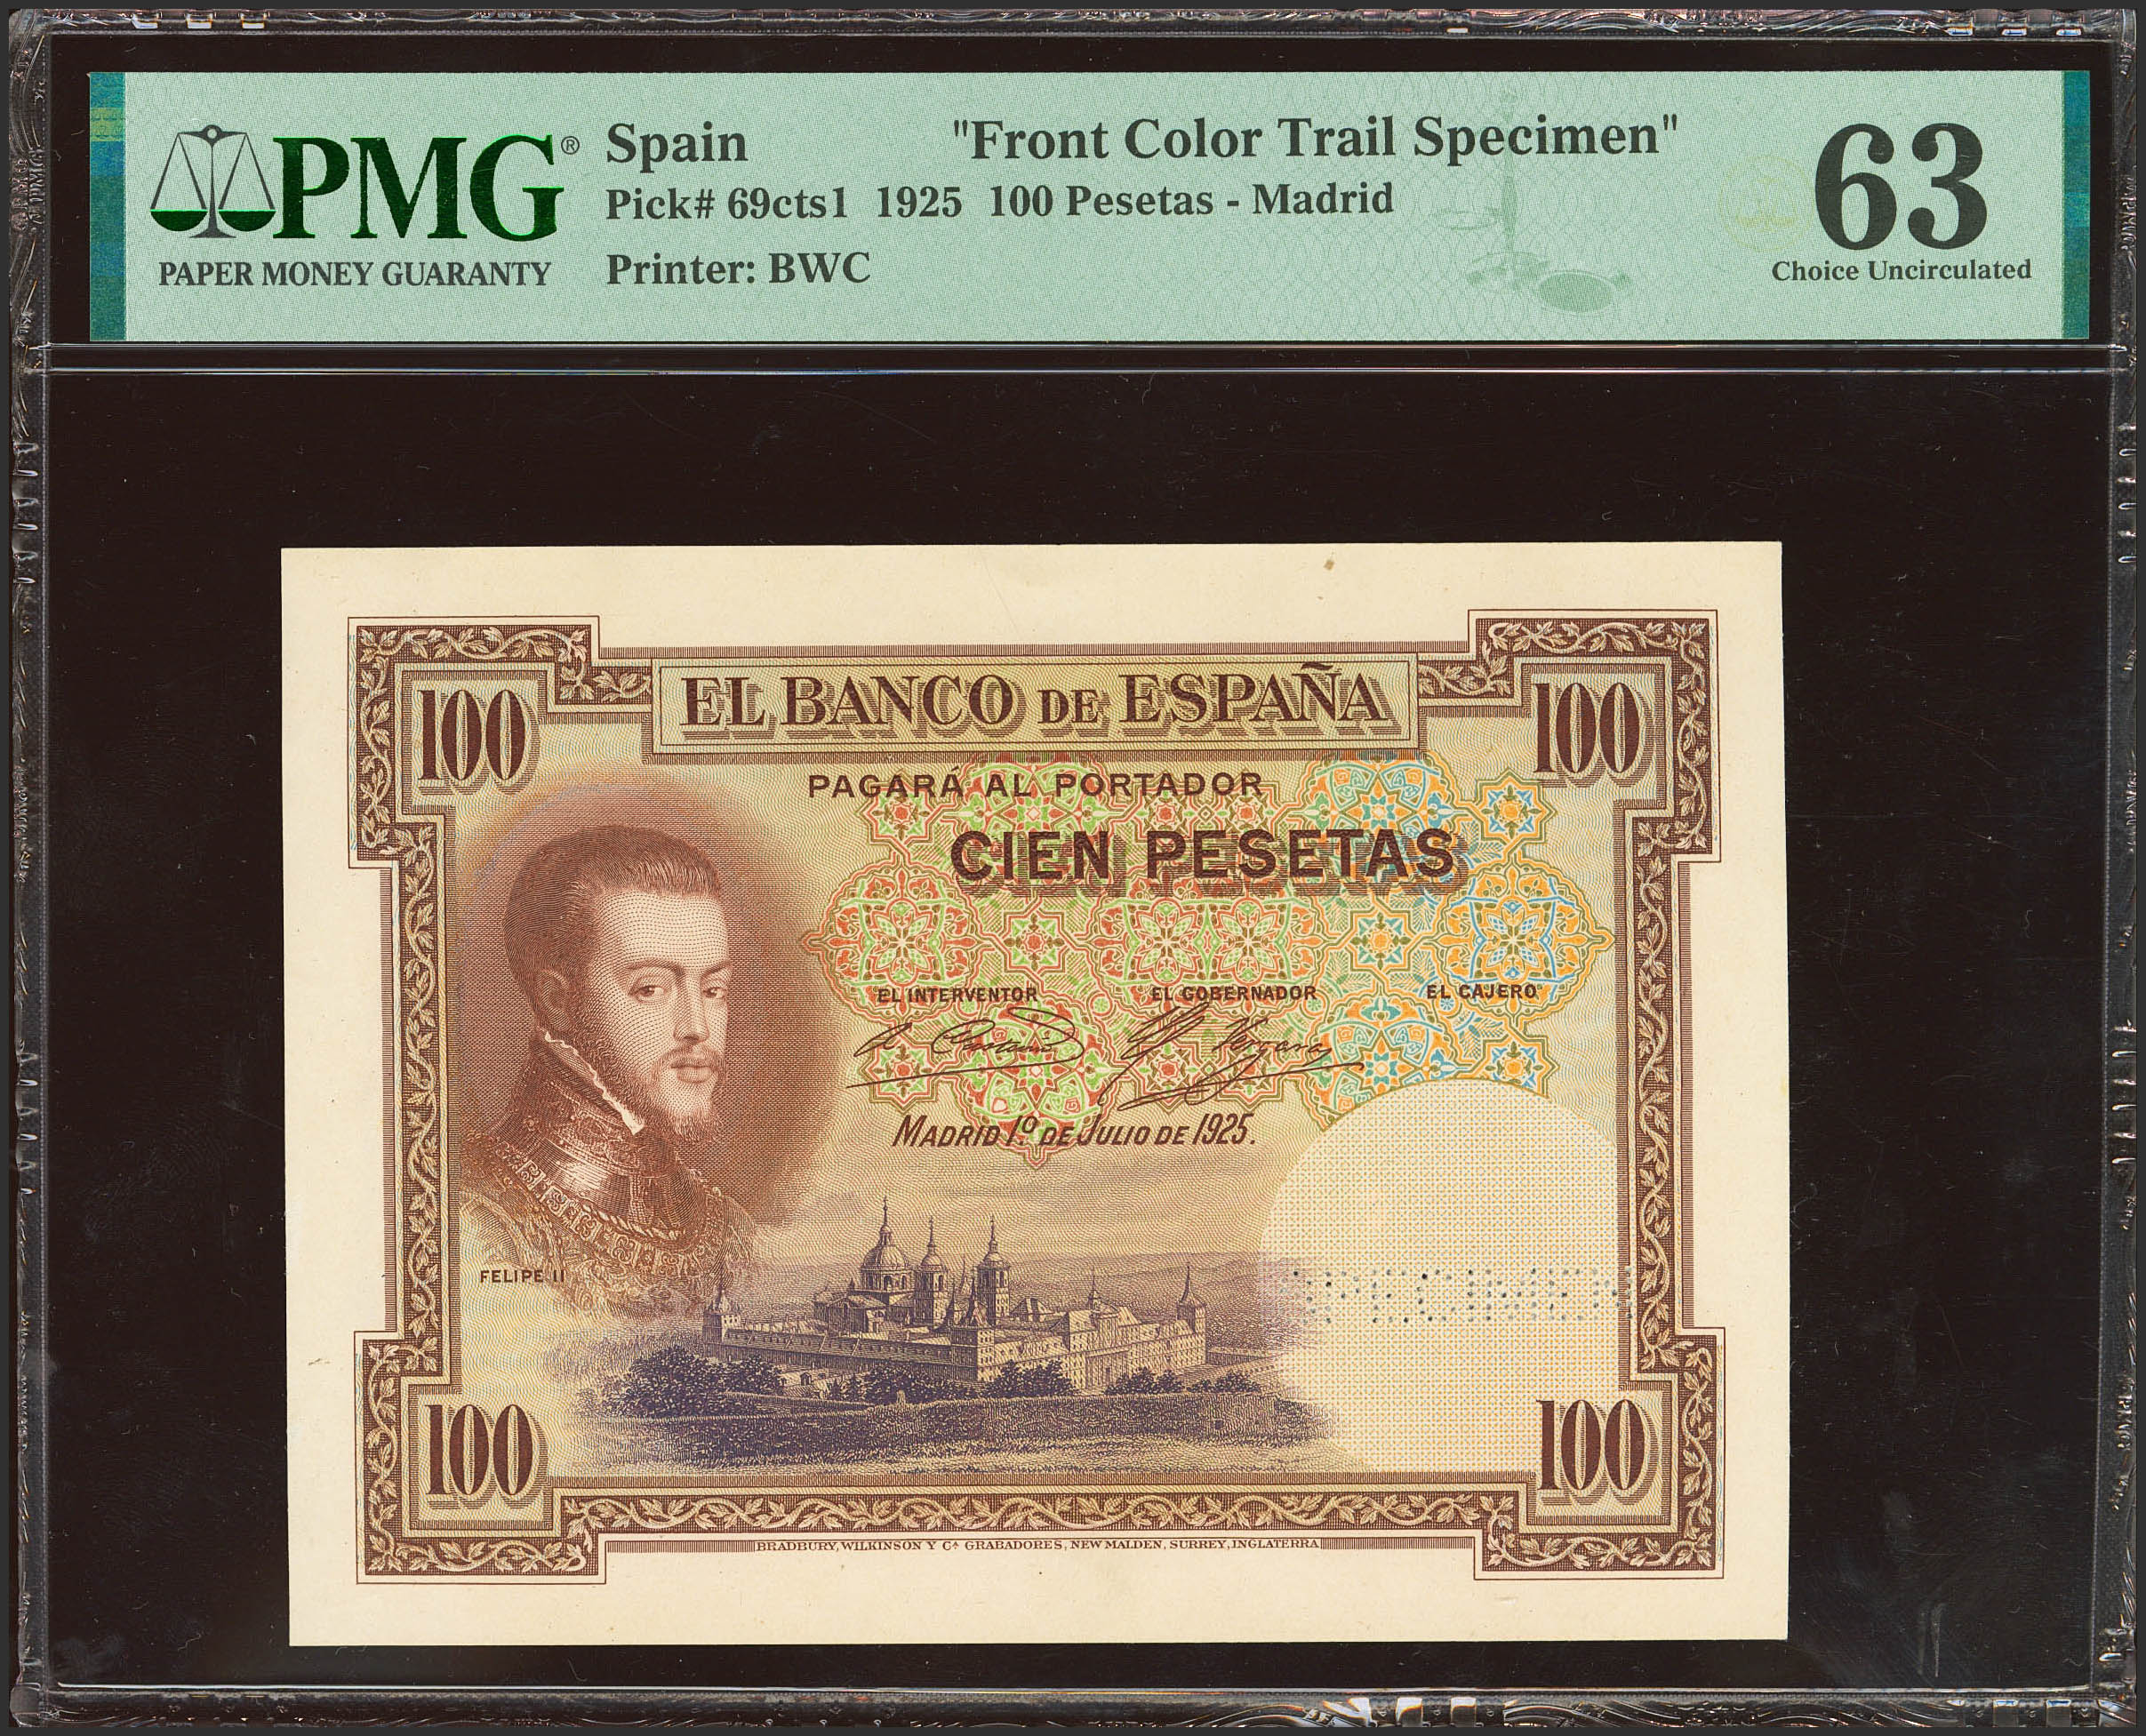 PMG®
PAPER MONEY GUARANTY
Spain "Front Color Trail Specimen"
Pick# 69cts1 1925 100 Pesetas - Madrid
Printer: BWC
63
Choice Uncirculated
100
EL BANCO DE ESPAÑA
100
PAGARÁ AL PORTADOR
CIEN PESETAS
EL INTERVENTOR
EL GOBERNADOR
EL CAJERO
MADRID 1.º DE JULIO DE 1925.
FELIPE II
SPECIMEN
100
100
BRADBURY, WILKINSON Y Cª GRABADORES, NEW MALDEN, SURREY, INGLATERRA